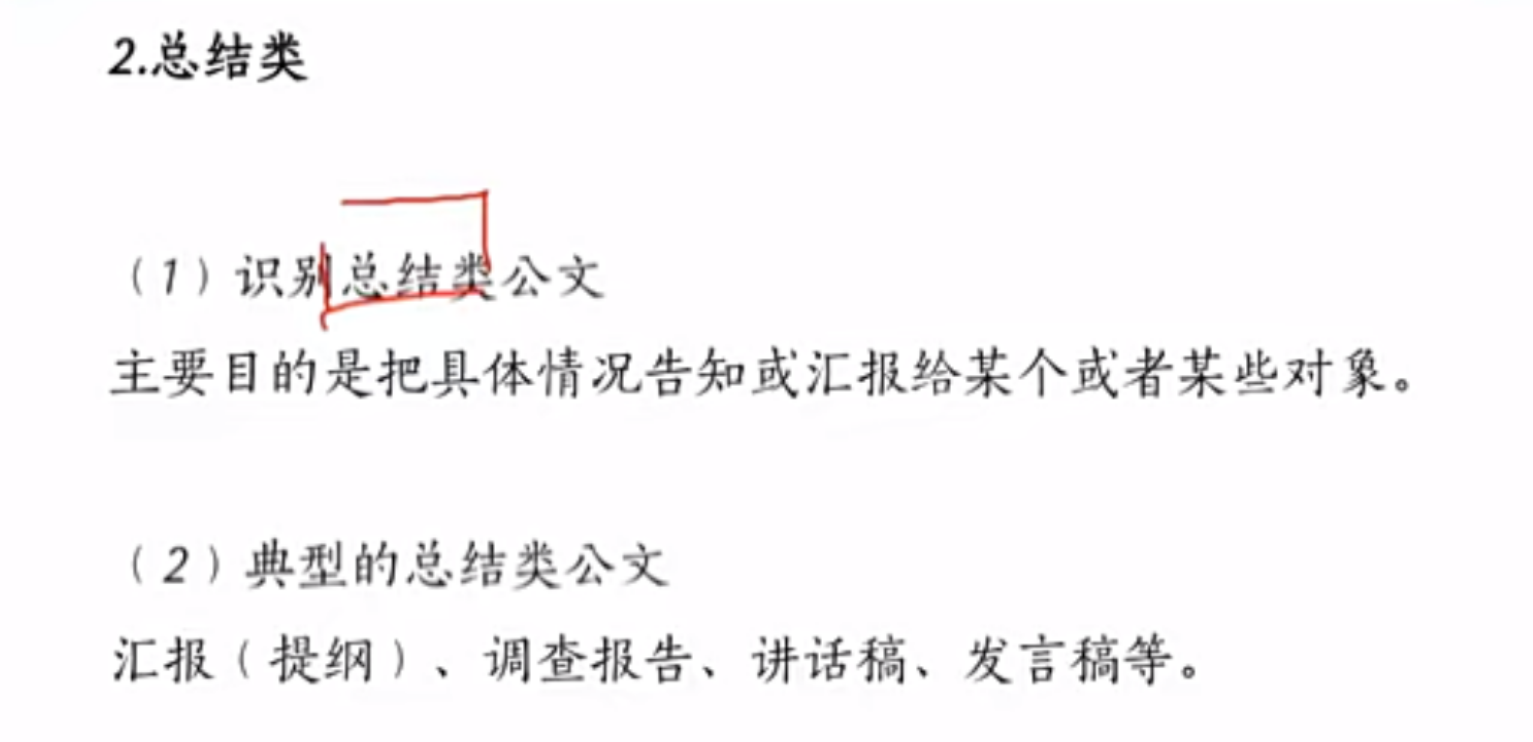 2.总结类
（1）识别总结类公文
主要目的是把具体情况告知或汇报给某个或者某些对象。
（2）典型的总结类公文
汇报（提纲）、调查报告、讲话稿、发言稿等。